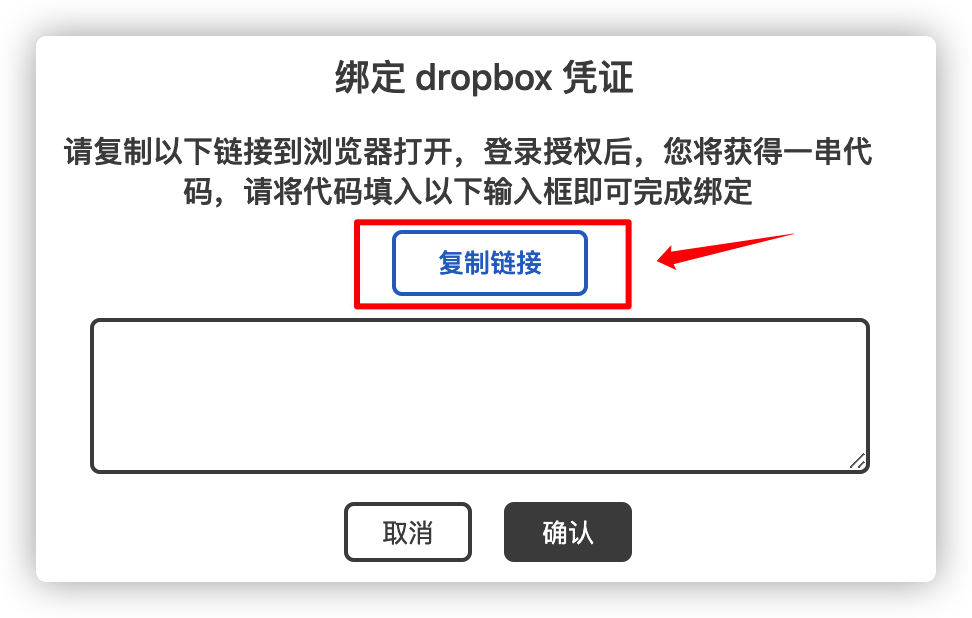 绑定 dropbox 凭证
请复制以下链接到浏览器打开，登录授权后，您将获得一串代
码，请将代码填入以下输入框即可完成绑定
复制链接
取消
确认